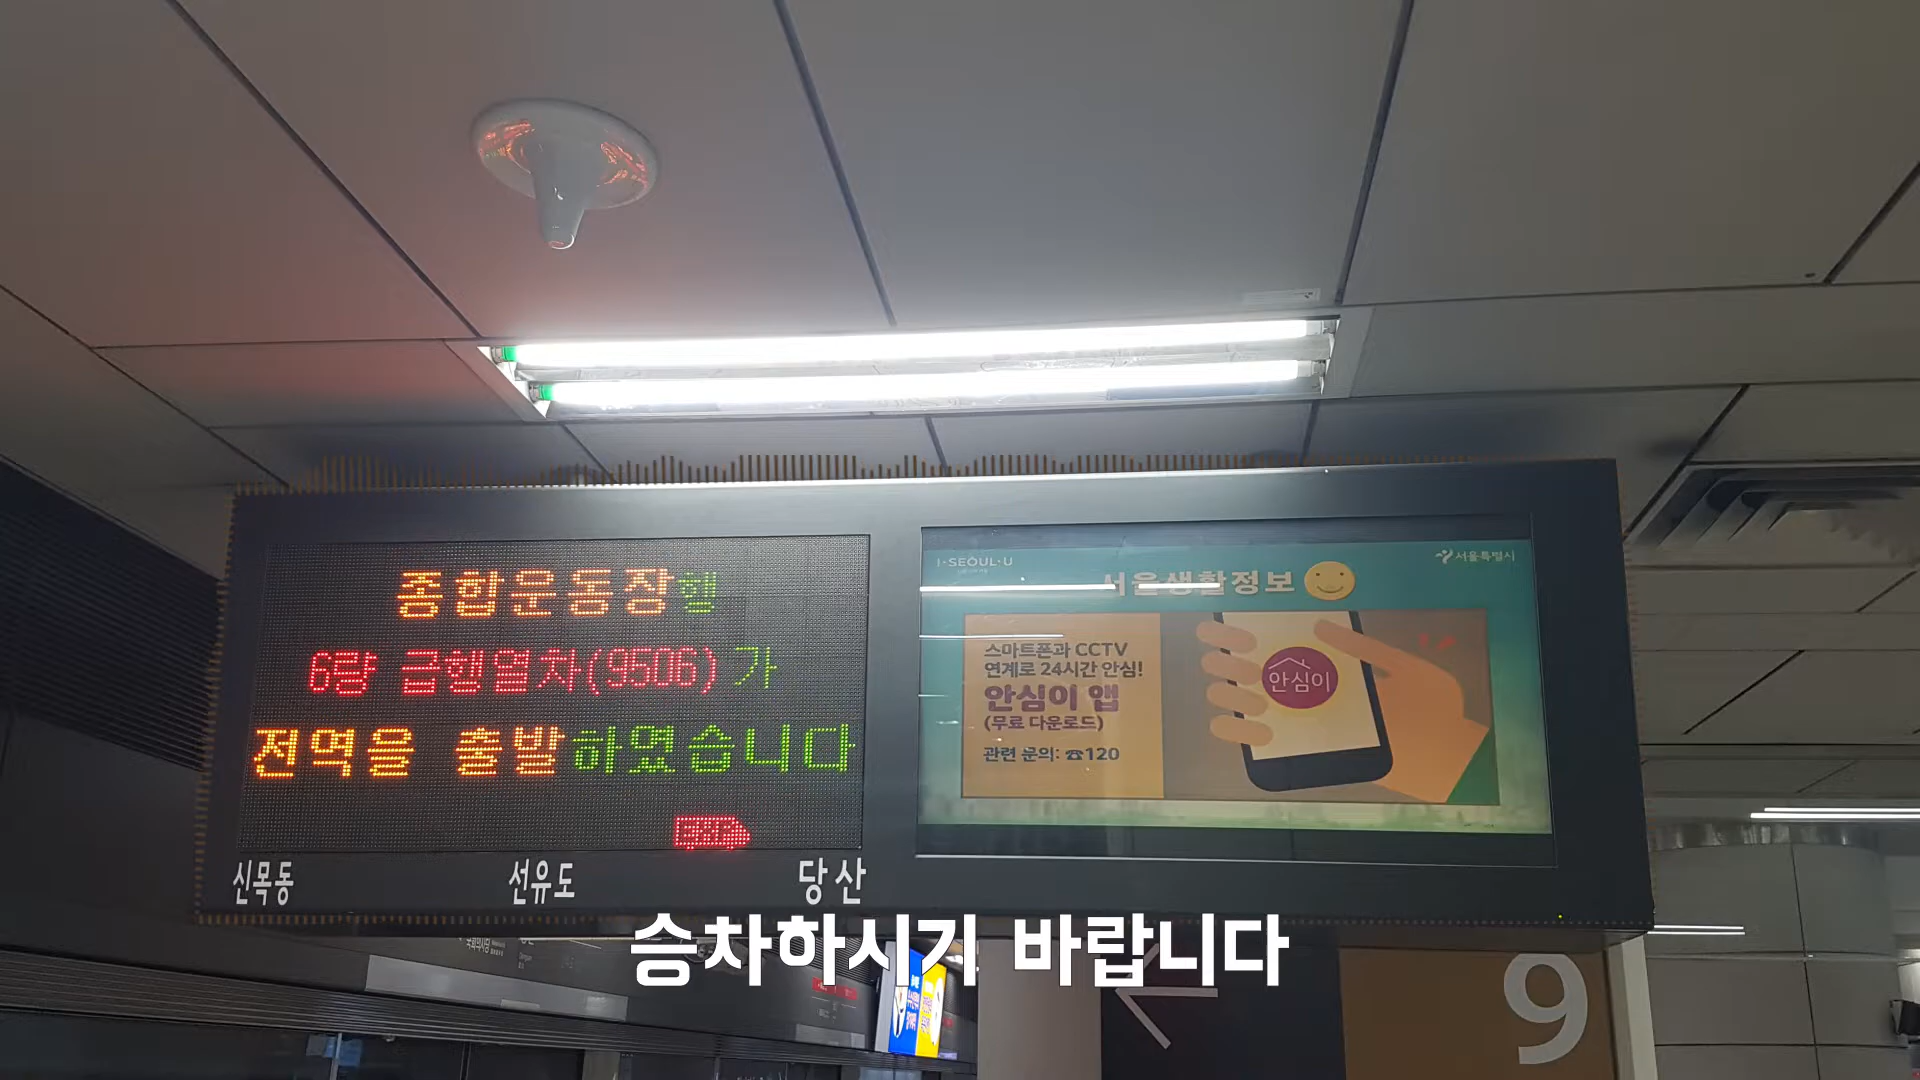 종합운동장행
6량 급행열차(9506)가
전역을 출발하였습니다
신목동 선유도 당산
I·SEOUL·U
서울특별시
서울생활정보
스마트폰과 CCTV
연계로 24시간 안심!
안심이 앱
(무료 다운로드)
관련 문의: ☎120
안심이
승차하시기 바랍니다
9